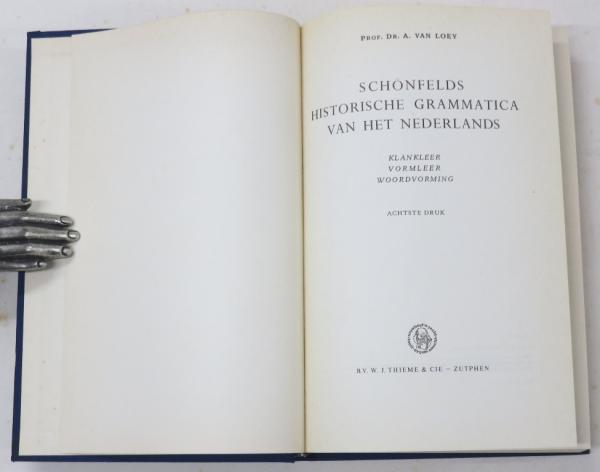 PROF. DR. A. VAN LOEY
SCHÖNFELDS
HISTORISCHE GRAMMATICA
VAN HET NEDERLANDS
KLANKLEER
VORMLEER
WOORDVORMING
ACHTSTE DRUK
B.V. W. J. THIEME & CIE – ZUTPHEN